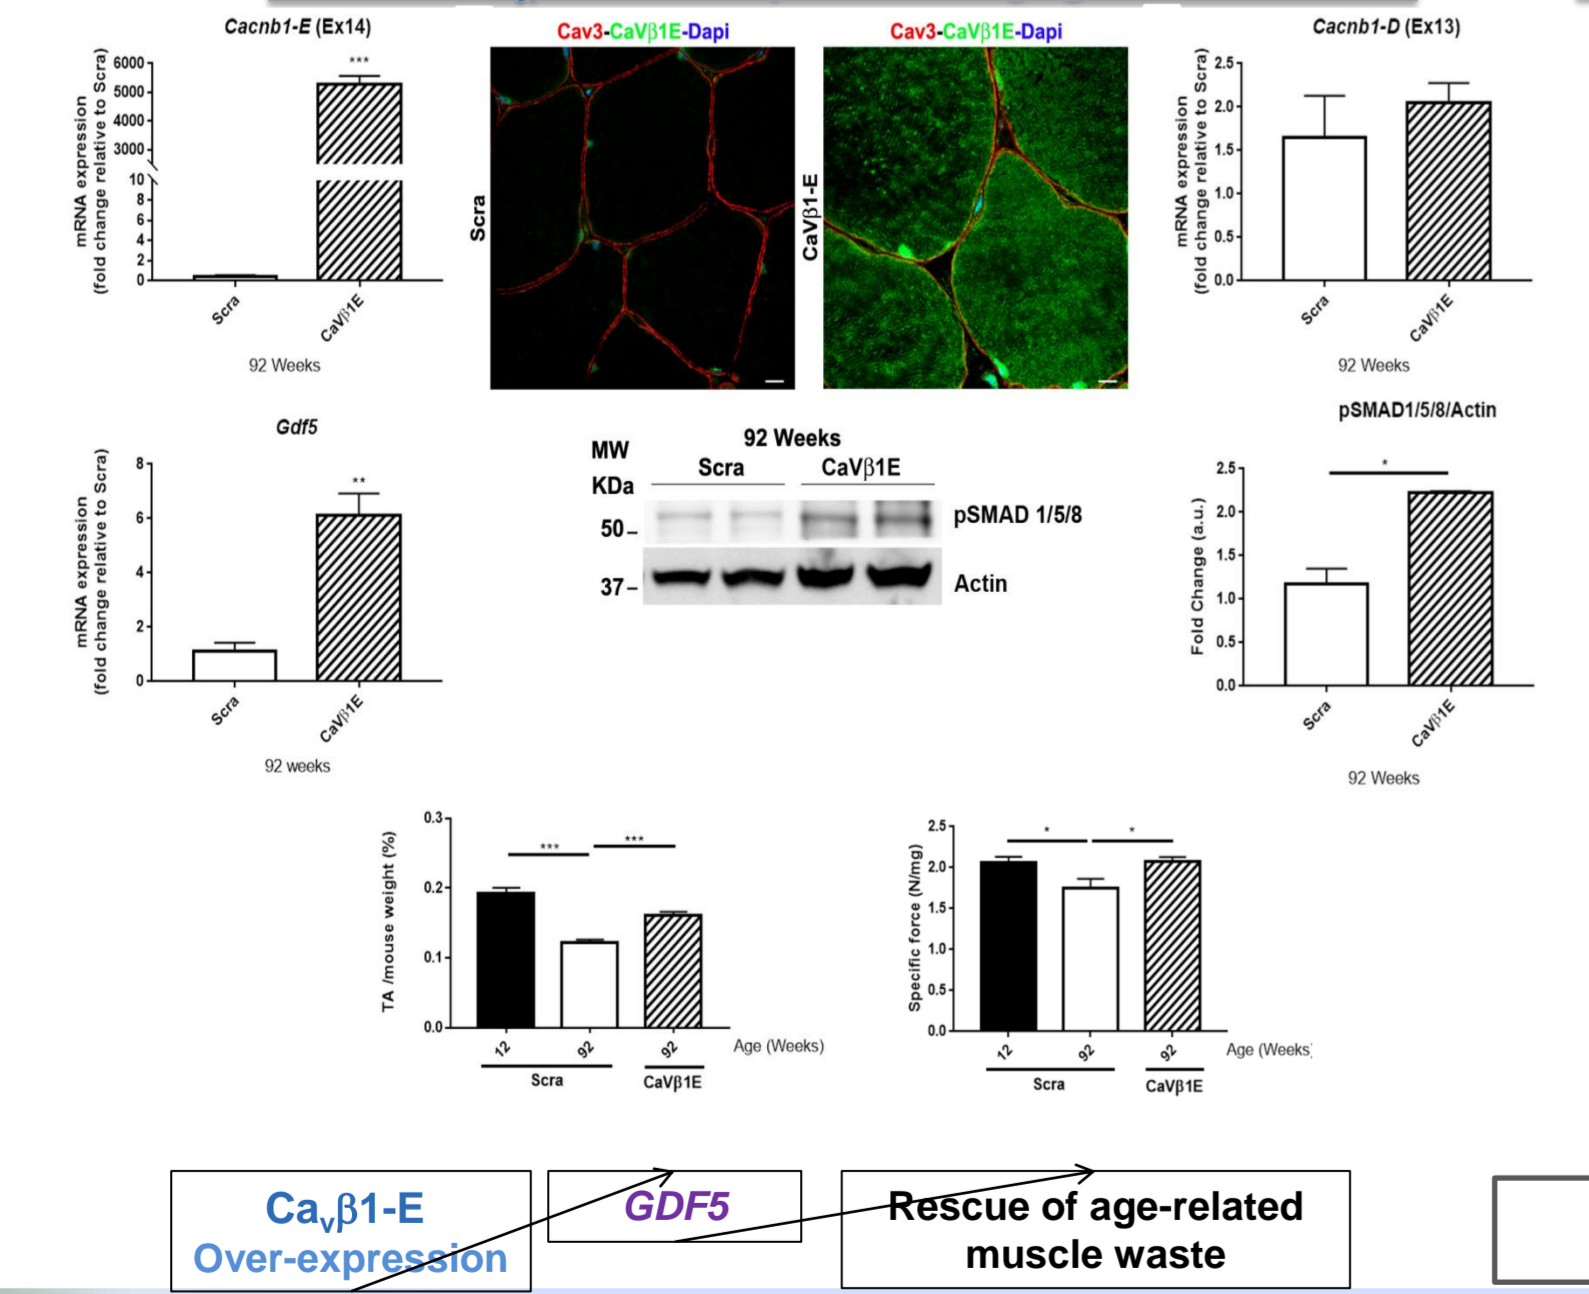 Cacnb1-E (Ex14)
mRNA expression
(fold change relative to Scra)
6000
5000
4000
3000
10
8
6
4
2
0
***
Scra
CaVβ1E
92 Weeks
Cav3-CaVβ1E-Dapi
Scra
Cav3-CaVβ1E-Dapi
CaVβ1-E
Cacnb1-D (Ex13)
mRNA expression
(fold change relative to Scra)
2.5
2.0
1.5
1.0
0.5
0.0
Scra
CaVβ1E
92 Weeks
Gdf5
mRNA expression
(fold change relative to Scra)
8
6
4
2
0
**
Scra
CaVβ1E
92 weeks
92 Weeks
MW
KDa
Scra
CaVβ1E
50
pSMAD 1/5/8
37
Actin
pSMAD1/5/8/Actin
Fold Change (a.u.)
2.5
2.0
1.5
1.0
0.5
0.0
*
Scra
CaVβ1E
92 Weeks
TA /mouse weight (%)
0.3
0.2
0.1
0.0
***
***
12
92
92
Age (Weeks)
Scra
CaVβ1E
Specific force (N/mg)
2.5
2.0
1.5
1.0
0.5
0.0
*
*
12
92
92
Age (Weeks
Scra
CaVβ1E
Cavβ1-E
Over-expression
GDF5
Rescue of age-related
muscle waste